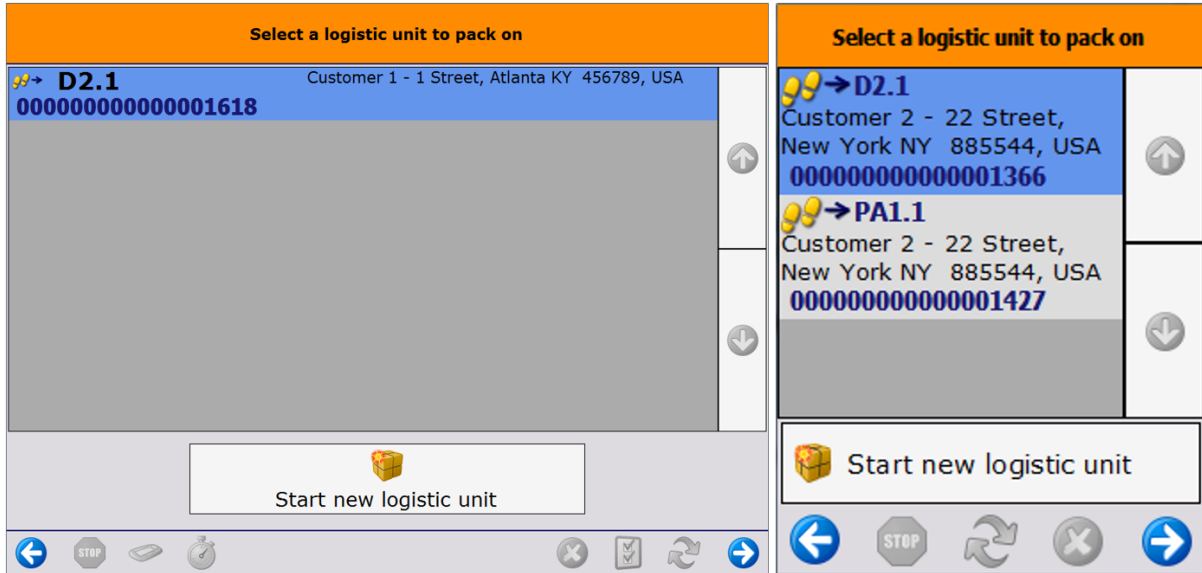 Select a logistic unit to pack on
D2.1 Customer 1 - 1 Street, Atlanta KY 456789, USA
000000000000001618
Start new logistic unit
STOP
Select a logistic unit to pack on
D2.1
Customer 2 - 22 Street,
New York NY 885544, USA
000000000000001366
PA1.1
Customer 2 - 22 Street,
New York NY 885544, USA
000000000000001427
Start new logistic unit
STOP